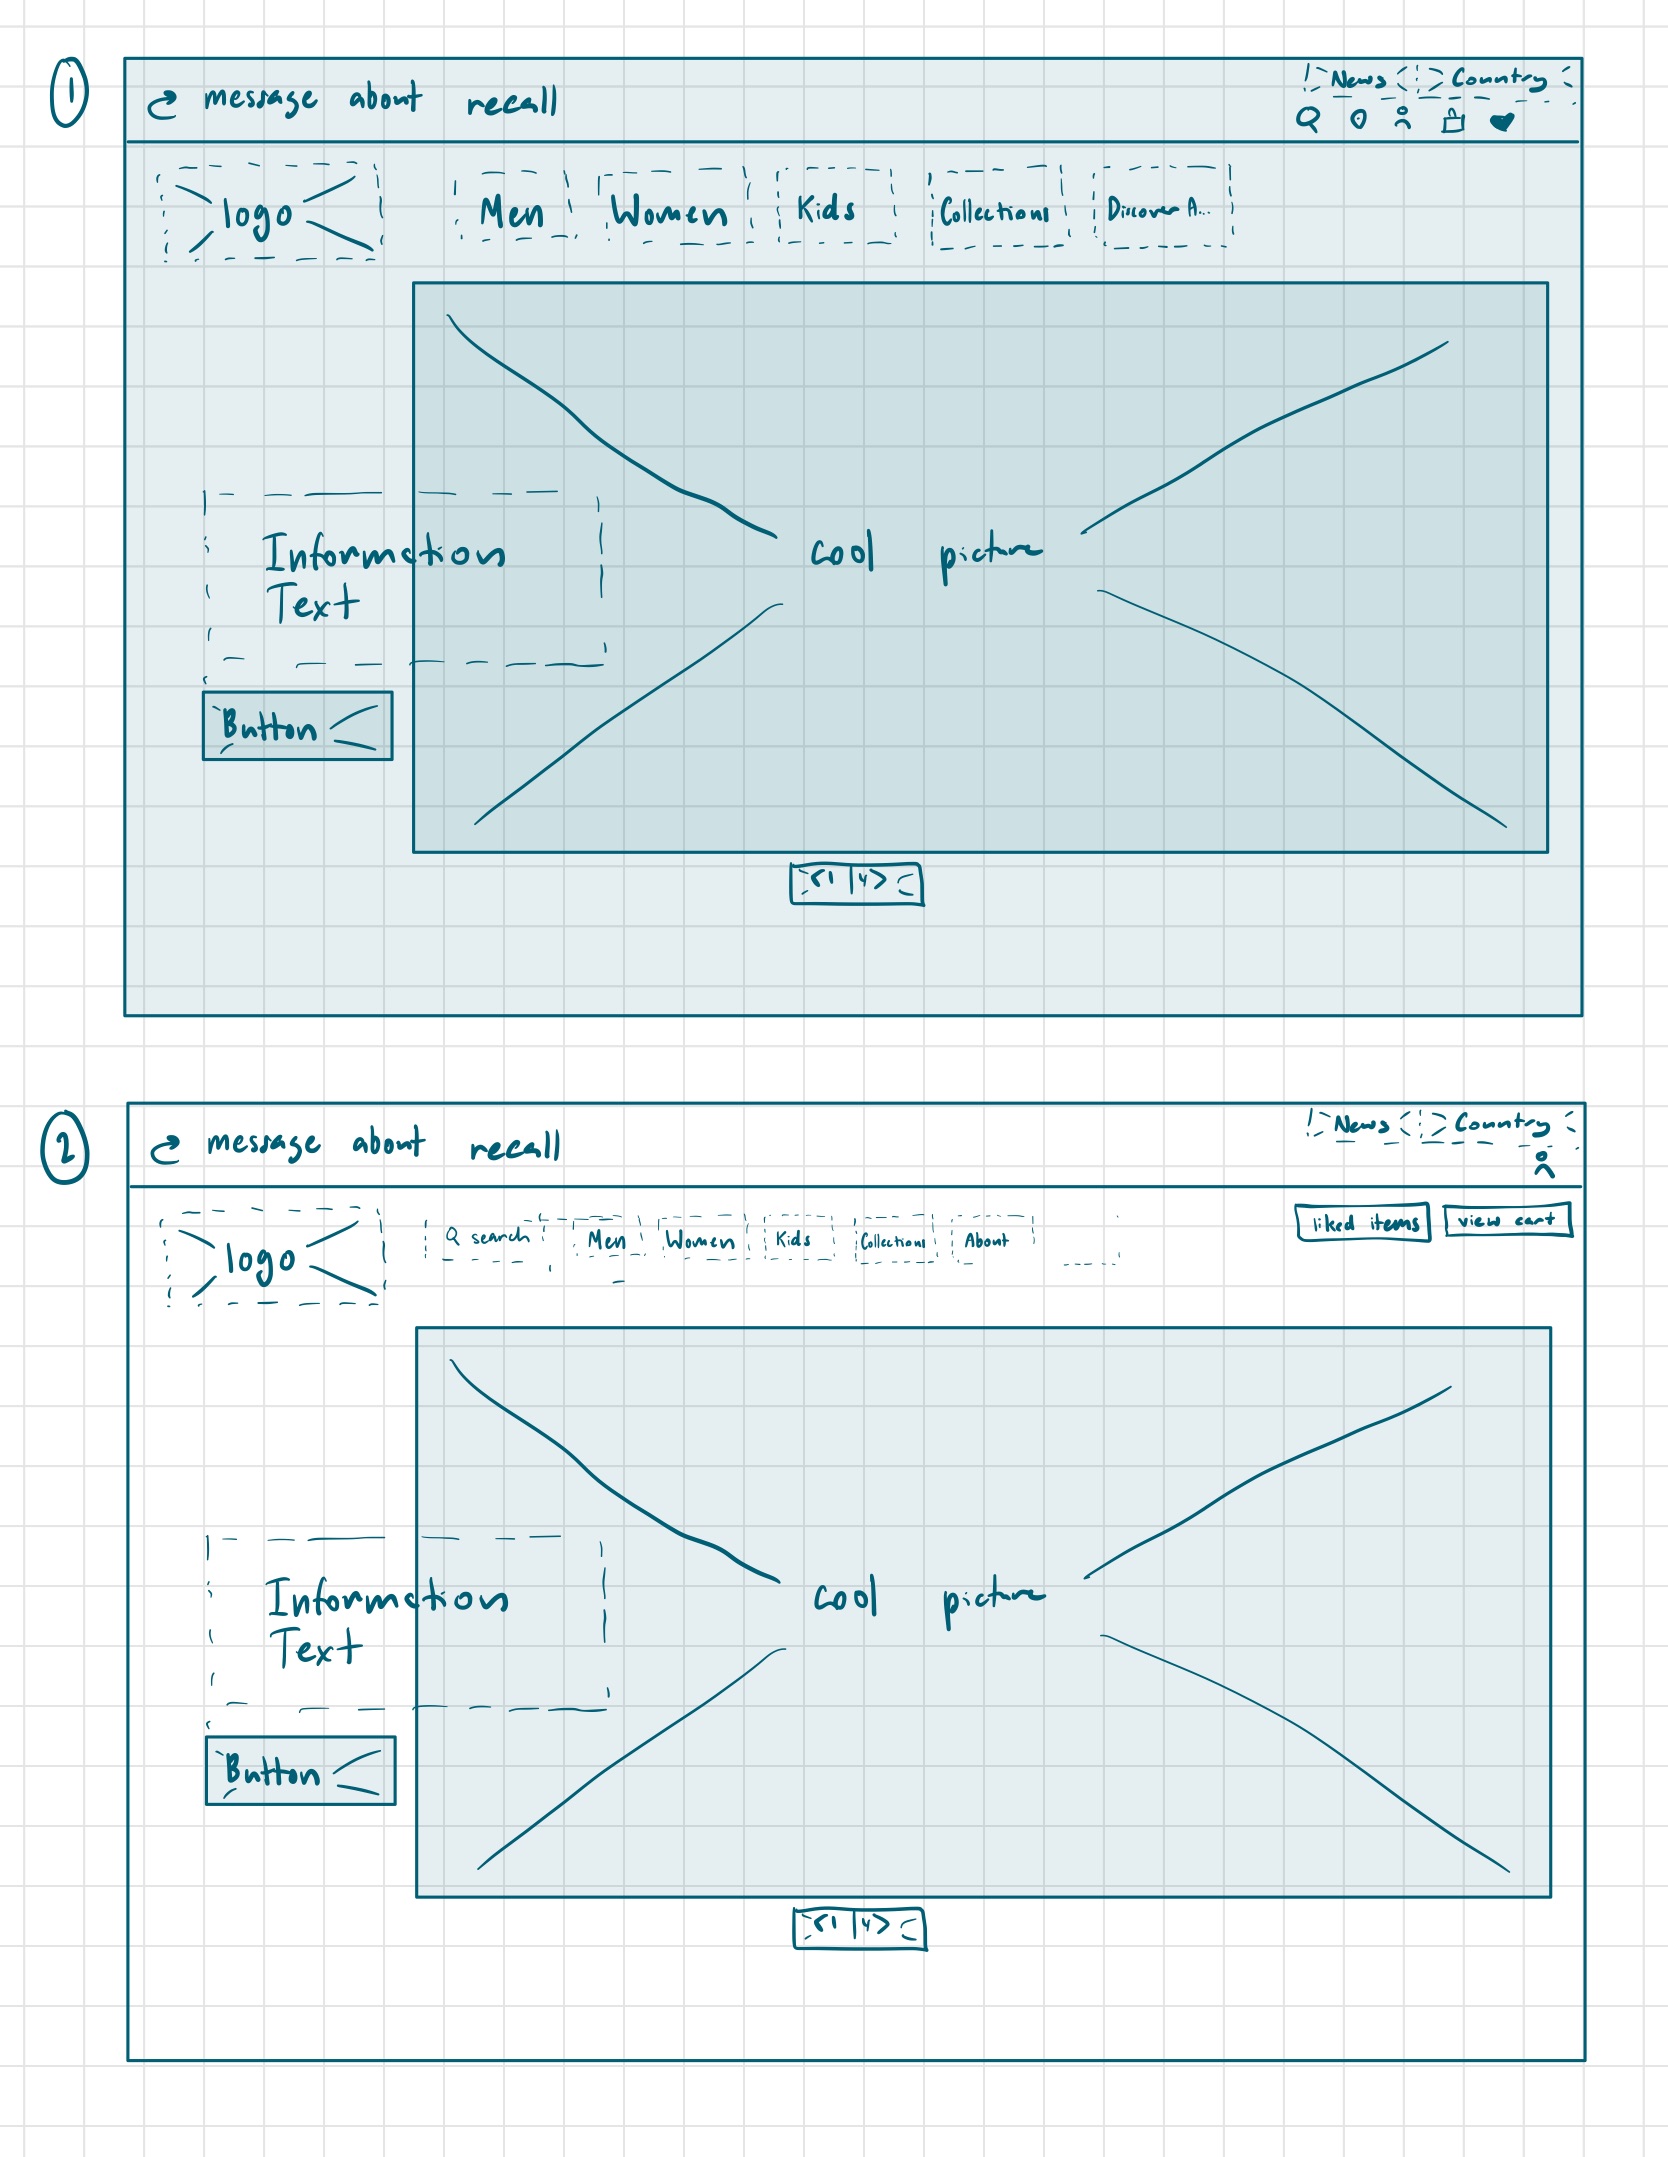 1
message about recall
News Country
logo Men Women Kids Collections Discover A...
Information
Text
cool picture
Button
<1 | 4>
2
message about recall
News Country
liked items view cart
logo search Men Women Kids Collections About
Information
Text
cool picture
Button
<1 | 4>